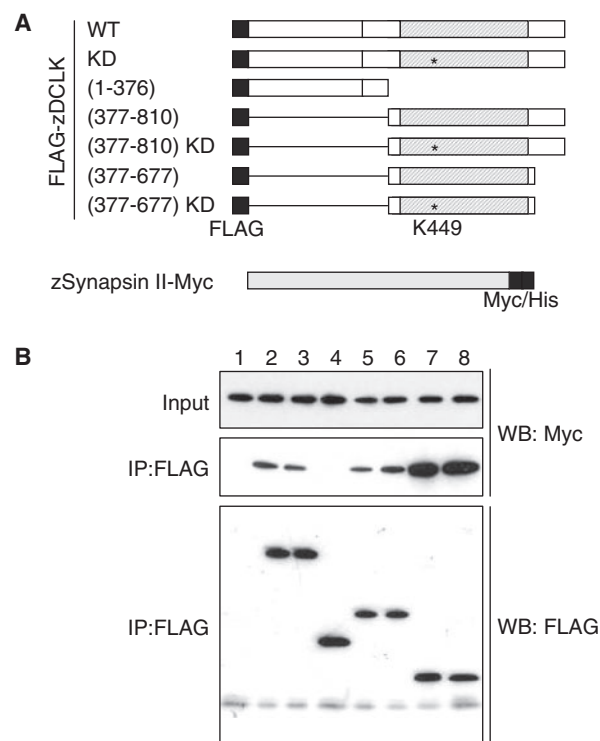 A
FLAG-zDCLK
WT
KD
*
(1-376)
(377-810)
(377-810) KD
*
(377-677)
(377-677) KD
*
FLAG
K449
zSynapsin II-Myc
Myc/His
B
1 2 3 4 5 6 7 8
Input
WB: Myc
IP:FLAG
IP:FLAG
WB: FLAG